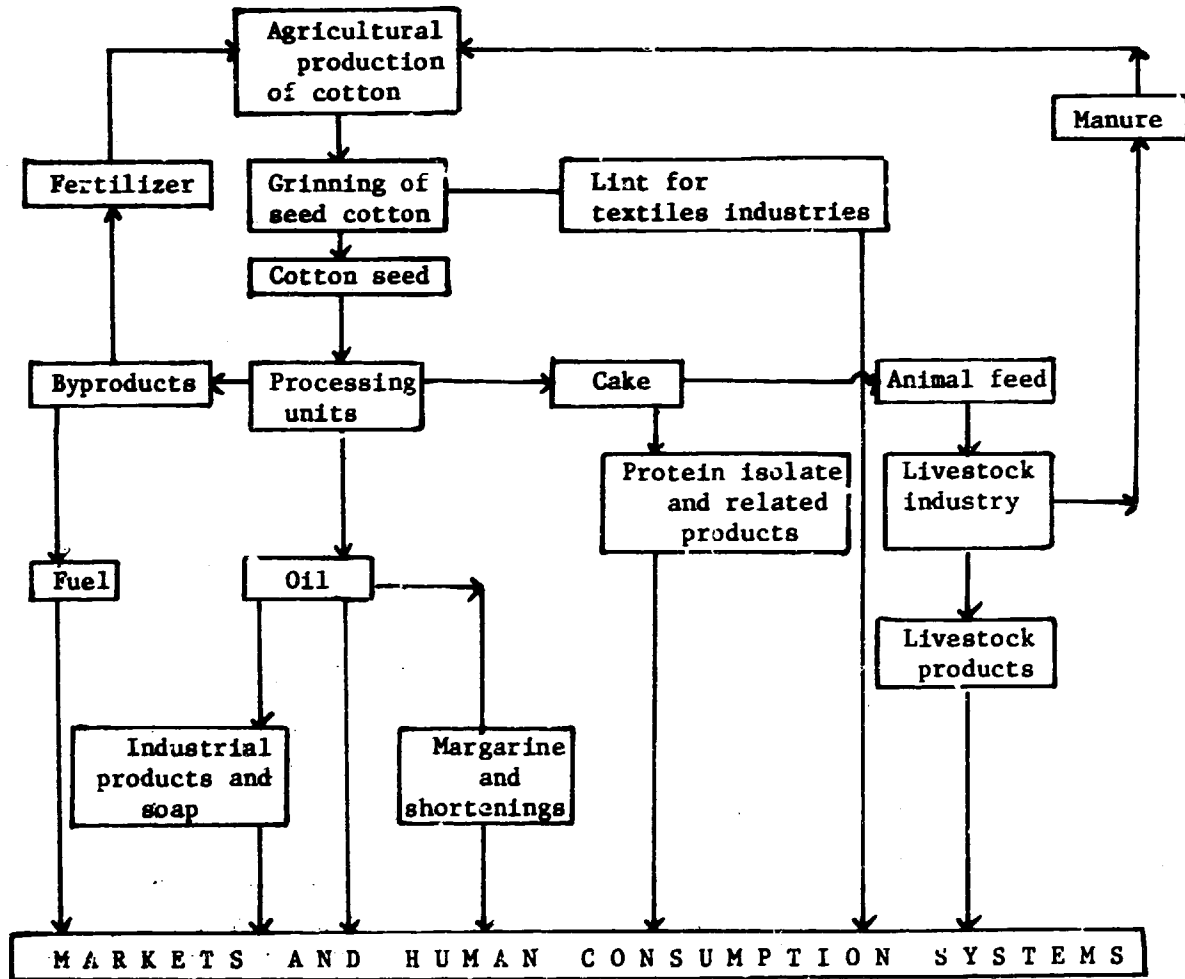 Agricultural
production
of cotton
Manure
Fertilizer
Grinning of
seed cotton
Lint for
textiles industries
Cotton seed
Byproducts
Processing
units
Cake
Animal feed
Protein isolate
and related
products
Livestock
industry
Fuel
Oil
Livestock
products
Industrial
products and
soap
Margarine
and
shortenings
MARKETS AND HUMAN CONSUMPTION SYSTEMS